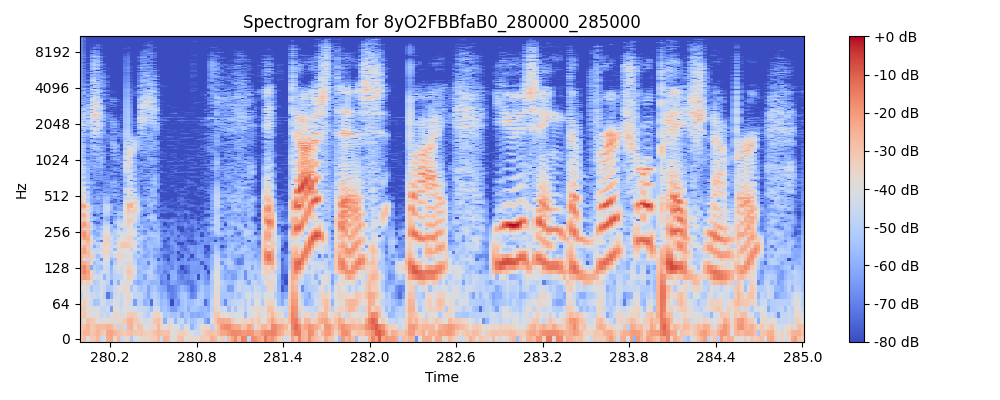 Spectrogram for 8yO2FBBfaB0_280000_285000
Hz
8192
4096
2048
1024
512
256
128
64
0
280.2 280.8 281.4 282.0 282.6 283.2 283.8 284.4 285.0
Time
+0 dB
-10 dB
-20 dB
-30 dB
-40 dB
-50 dB
-60 dB
-70 dB
-80 dB